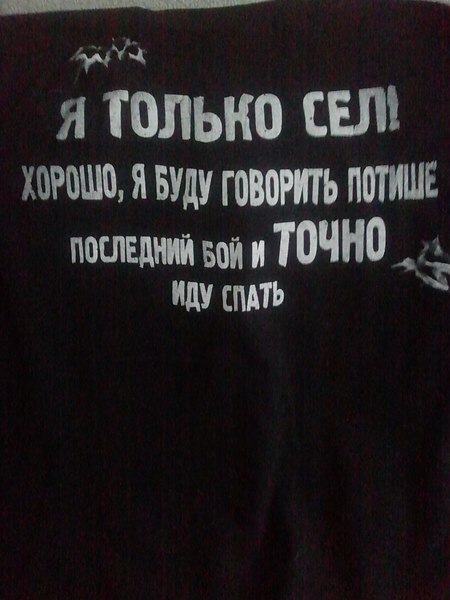 Я ТОЛЬКО СЕЛ!
ХОРОШО, Я БУДУ ГОВОРИТЬ ПОТИШЕ
ПОСЛЕДНИЙ БОЙ И ТОЧНО
ИДУ СПАТЬ